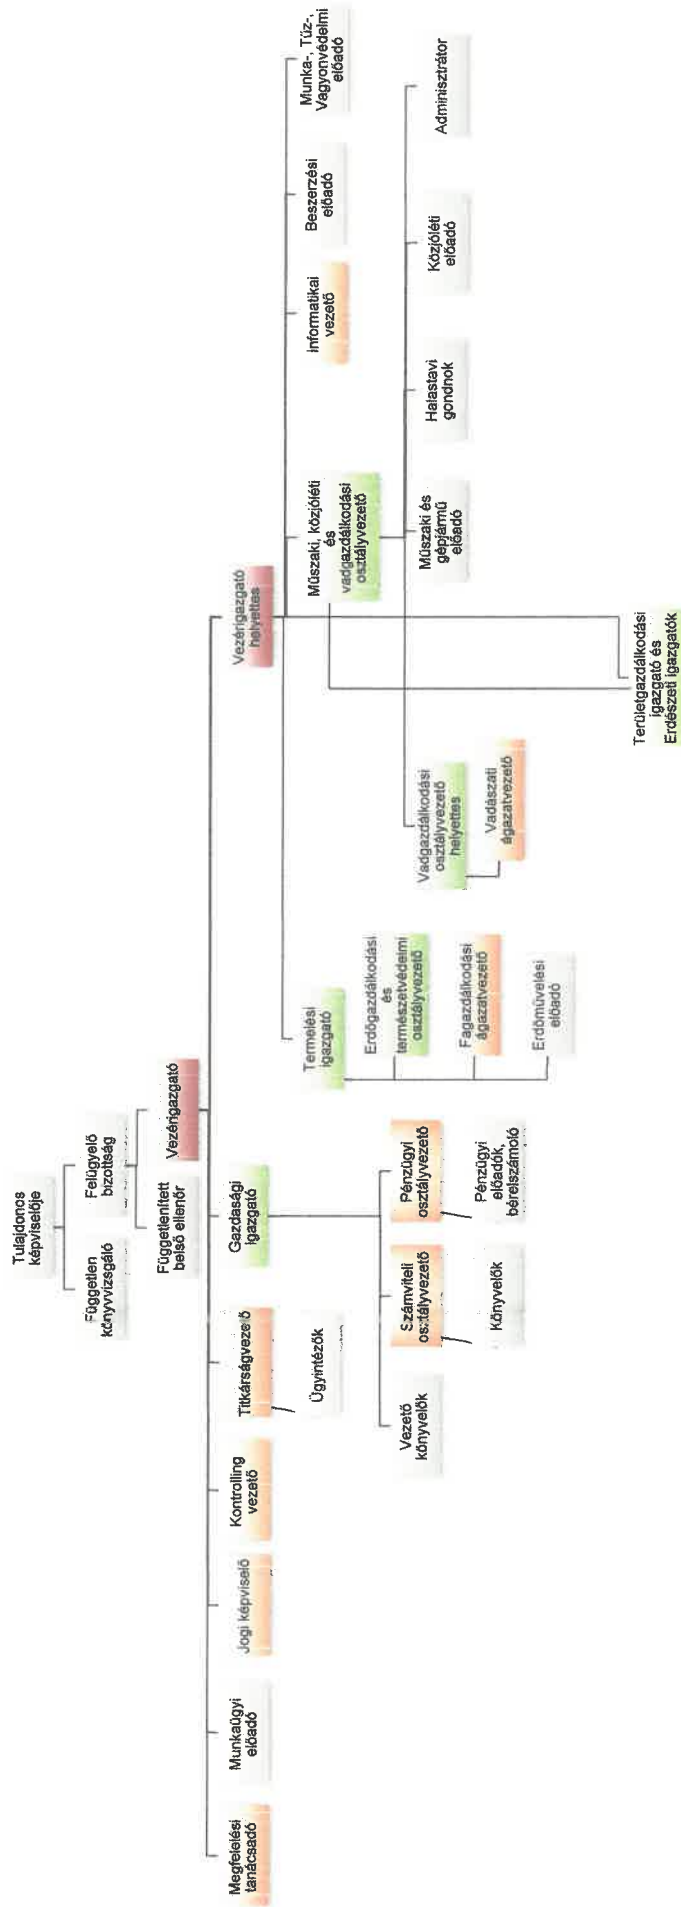 Tulajdonos
képviselője
Független
könyvvizsgáló
Felügyelő
bizottság
Függetlenített
belső ellenőr
Vezérigazgató
Megfelelési
tanácsadó
Munkaügyi
előadó
Jogi képviselő
Kontrolling
vezető
Titkárságvezető
Ügyintézők
Gazdasági
igazgató
Vezérigazgató
helyettes
Vezető
könyvelők
Számviteli
osztályvezető
Könyvelők
Pénzügyi
osztályvezető
Pénzügyi
előadók,
bérelszámoló
Termelési
igazgató
Erdőgazdálkodási
és
természetvédelmi
osztályvezető
Fagazdálkodási
ágazatvezető
Erdőművelési
előadó
Műszaki, közjóléti
és
vadgazdálkodási
osztályvezető
Informatikai
vezető
Beszerzési
előadó
Munka-, Tűz-,
Vagyonvédelmi
előadó
Vadgazdálkodási
osztályvezető
helyettes
Vadászati
ágazatvezető
Műszaki és
gépjármű
előadó
Halastavi
gondnok
Közjóléti
előadó
Adminisztrátor
Területgazdálkodási
igazgató és
Erdészeti igazgatók